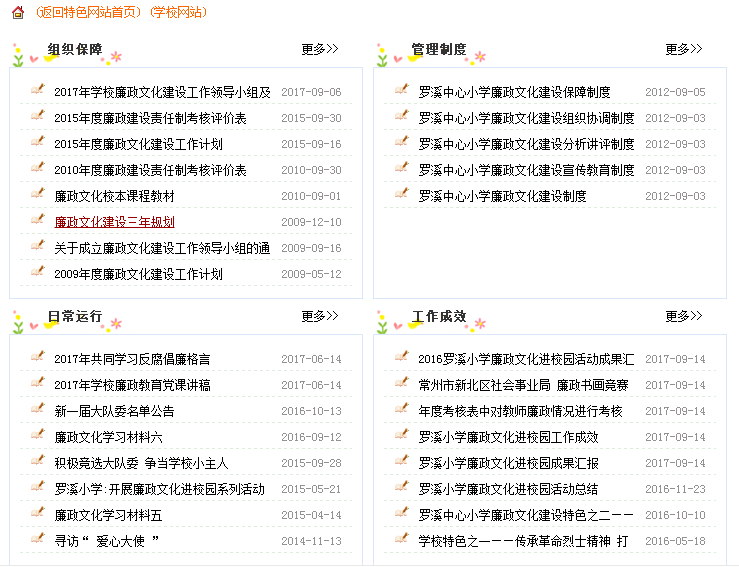 (返回特色网站首页) (学校网站)
组织保障 更多>>
2017年学校廉政文化建设工作领导小组及 2017-09-06
2015年度廉政建设责任制考核评价表 2015-09-30
2015年度廉政文化建设工作计划 2015-09-16
2010年度廉政建设责任制考核评价表 2010-09-30
廉政文化校本课程教材 2010-09-01
廉政文化建设三年规划 2009-12-10
关于成立廉政文化建设工作领导小组的通 2009-09-16
2009年度廉政文化建设工作计划 2009-05-12
管理制度 更多>>
罗溪中心小学廉政文化建设保障制度 2012-09-05
罗溪中心小学廉政文化建设组织协调制度 2012-09-03
罗溪中心小学廉政文化建设分析讲评制度 2012-09-03
罗溪中心小学廉政文化建设宣传教育制度 2012-09-03
罗溪中心小学廉政文化建设制度 2012-09-03
日常运行 更多>>
2017年共同学习反腐倡廉格言 2017-06-14
2017年学校廉政教育党课讲稿 2017-06-14
新一届大队委名单公告 2016-10-13
廉政文化学习材料六 2016-09-12
积极竞选大队委 争当学校小主人 2015-09-28
罗溪小学:开展廉政文化进校园系列活动 2015-05-21
廉政文化学习材料五 2015-04-14
寻访“ 爱心大使 ” 2014-11-13
工作成效 更多>>
2016罗溪小学廉政文化进校园活动成果汇 2017-09-14
常州市新北区社会事业局 廉政书画竞赛 2017-09-14
年度考核表中对教师廉政情况进行考核 2017-09-14
罗溪小学廉政文化进校园工作成效 2017-09-14
罗溪小学廉政文化进校园成果汇报 2017-09-14
罗溪小学廉政文化进校园活动总结 2016-11-23
罗溪中心小学廉政文化建设特色之二－－ 2016-10-10
学校特色之一－－传承革命烈士精神 打 2016-05-18